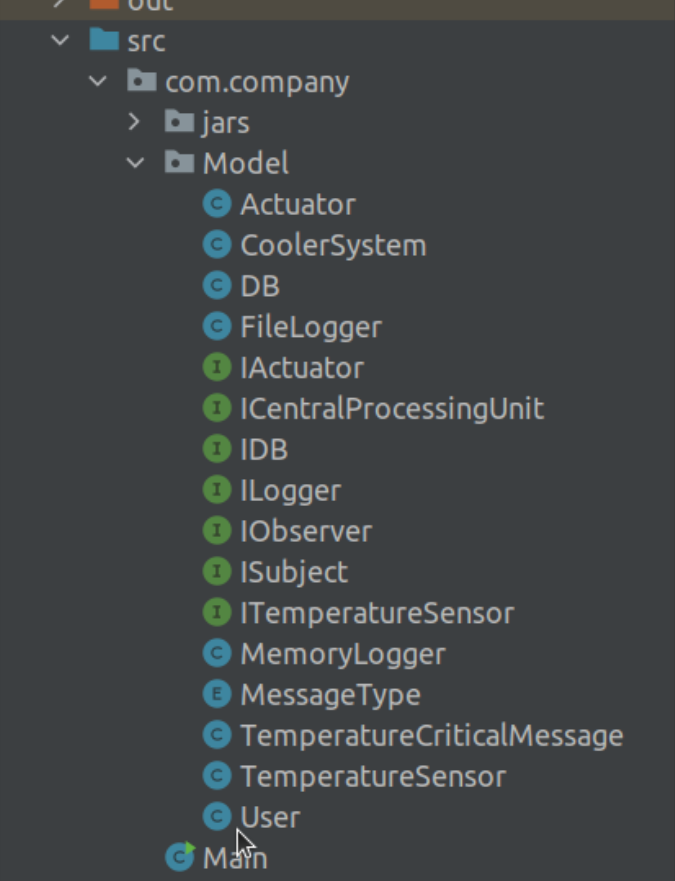 out
src
com.company
jars
Model
Actuator
CoolerSystem
DB
FileLogger
IActuator
ICentralProcessingUnit
IDB
ILogger
IObserver
ISubject
ITemperatureSensor
MemoryLogger
MessageType
TemperatureCriticalMessage
TemperatureSensor
User
Main